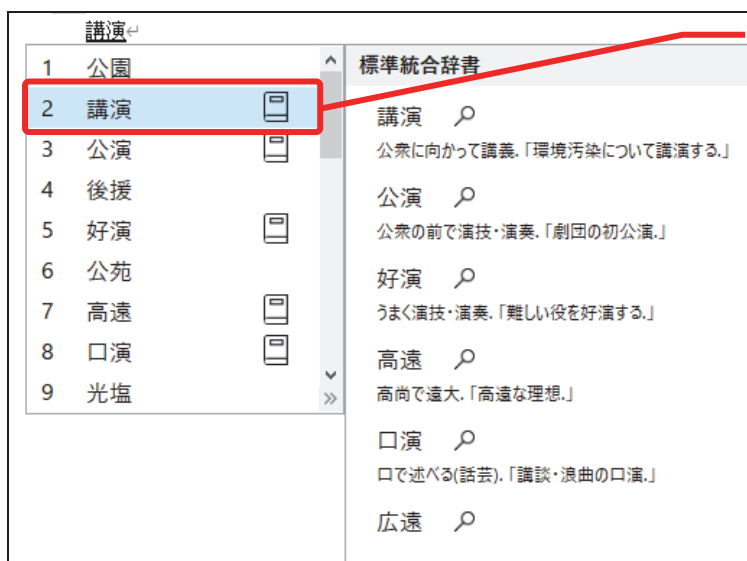 講演
1 公園
2 講演
3 公演
4 後援
5 好演
6 公苑
7 高遠
8 口演
9 光塩
標準統合辞書
講演
公衆に向かって講義.「環境汚染について講演する.」
公演
公衆の前で演技・演奏.「劇団の初公演.」
好演
うまく演技・演奏.「難しい役を好演する.」
高遠
高尚で遠大.「高遠な理想.」
口演
口で述べる(話芸).「講談・浪曲の口演.」
広遠